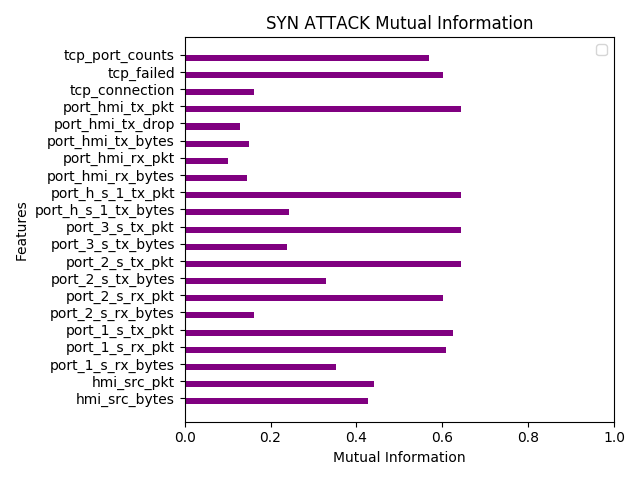 SYN ATTACK Mutual Information
tcp_port_counts
tcp_failed
tcp_connection
port_hmi_tx_pkt
port_hmi_tx_drop
port_hmi_tx_bytes
port_hmi_rx_pkt
port_hmi_rx_bytes
port_h_s_1_tx_pkt
port_h_s_1_tx_bytes
port_3_s_tx_pkt
port_3_s_tx_bytes
port_2_s_tx_pkt
port_2_s_tx_bytes
port_2_s_rx_pkt
port_2_s_rx_bytes
port_1_s_tx_pkt
port_1_s_rx_pkt
port_1_s_rx_bytes
hmi_src_pkt
hmi_src_bytes
Features
0.0 0.2 0.4 0.6 0.8 1.0
Mutual Information